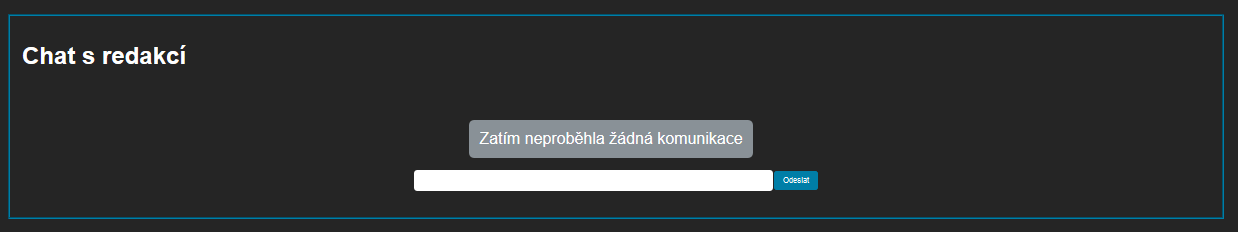 Chat s redakcí
Zatím neproběhla žádná komunikace
Odeslat